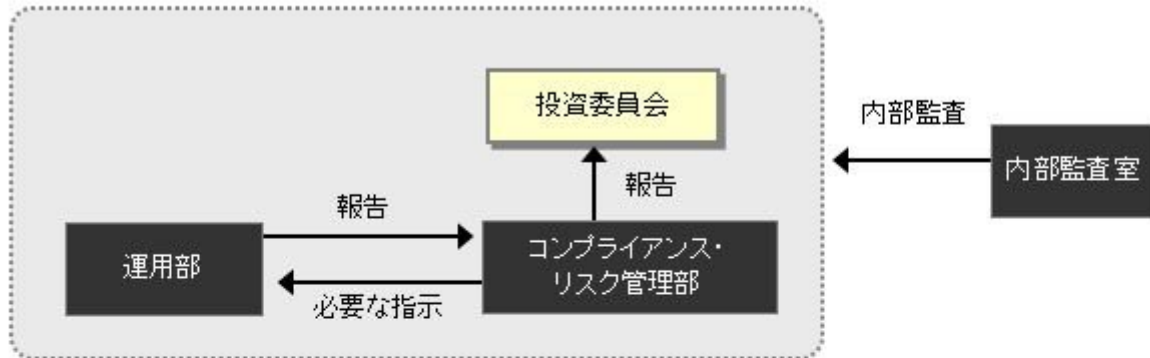 投資委員会
内部監査
内部監査室
報告
報告
運用部
コンプライアンス・
リスク管理部
必要な指示